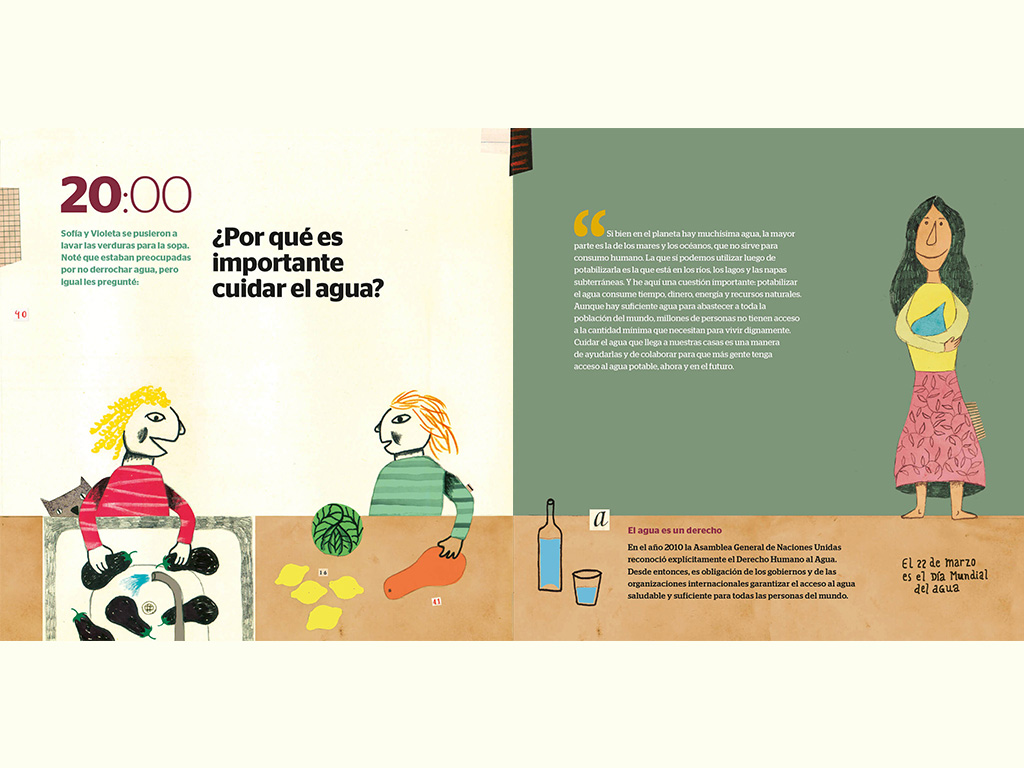 20:00
Sofía y Violeta se pusieron a
lavar las verduras para la sopa.
Noté que estaban preocupadas
por no derrochar agua, pero
igual les pregunté:
¿Por qué es
importante
cuidar el agua?
40
16
43
“Si bien en el planeta hay muchísima agua, la mayor
parte es la de los mares y los océanos, que no sirve para
consumo humano. La que sí podemos utilizar luego de
potabilizarla es la que está en los ríos, los lagos y las napas
subterráneas. Y he aquí una cuestión importante: potabilizar
el agua consume tiempo, dinero, energía y recursos naturales.
Aunque hay suficiente agua para abastecer a toda la
población del mundo, millones de personas no tienen acceso
a la cantidad mínima que necesitan para vivir dignamente.
Cuidar el agua que llega a nuestras casas es una manera
de ayudarlas y de colaborar para que más gente tenga
acceso al agua potable, ahora y en el futuro.
a
El agua es un derecho
En el año 2010 la Asamblea General de Naciones Unidas
reconoció explícitamente el Derecho Humano al Agua.
Desde entonces, es obligación de los gobiernos y de las
organizaciones internacionales garantizar el acceso al agua
saludable y suficiente para todas las personas del mundo.
El 22 de marzo
es el Día Mundial
del agua